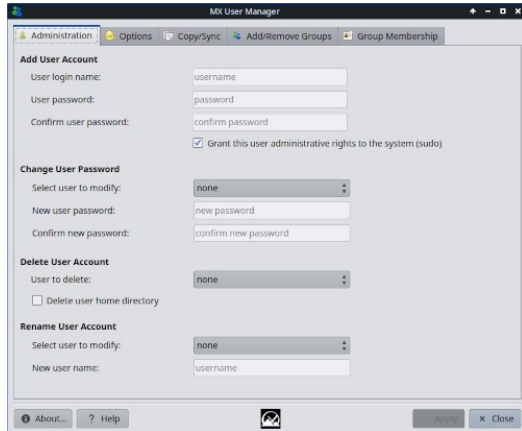 MX User Manager
Administration Options Copy/Sync Add/Remove Groups Group Membership
Add User Account
User login name: username
User password: password
Confirm user password: confirm password
Grant this user administrative rights to the system (sudo)
Change User Password
Select user to modify: none
New user password: new password
Confirm new password: confirm new password
Delete User Account
User to delete: none
Delete user home directory
Rename User Account
Select user to modify: none
New user name: username
About... ? Help Apply × Close